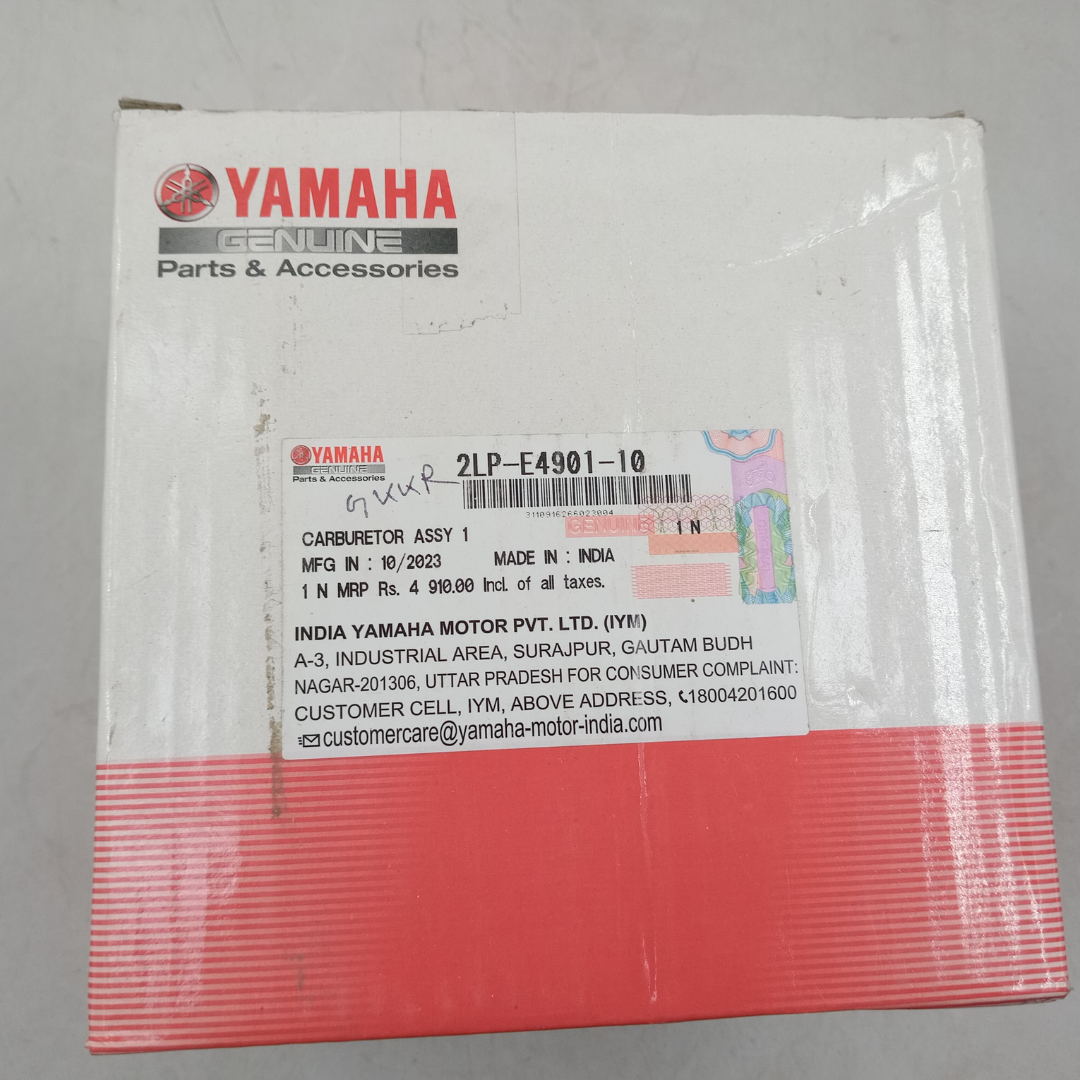 YAMAHA
GENUINE
Parts & Accessories
YAMAHA
GENUINE
Parts & Accessories
2LP-E4901-10
GKKR
3110916266023004
GENUINE
1 N
CARBURETOR ASSY 1
MFG IN : 10/2023 MADE IN : INDIA
1 N MRP Rs. 4 910.00 Incl. of all taxes.
INDIA YAMAHA MOTOR PVT. LTD. (IYM)
A-3, INDUSTRIAL AREA, SURAJPUR, GAUTAM BUDH
NAGAR-201306, UTTAR PRADESH FOR CONSUMER COMPLAINT:
CUSTOMER CELL, IYM, ABOVE ADDRESS, 18004201600
customercare@yamaha-motor-india.com